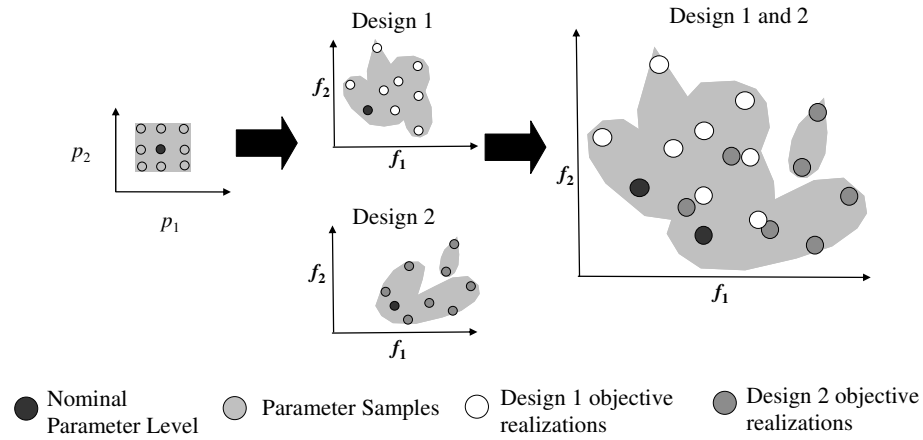 Design 1
Design 1 and 2
f2
f1
p2
p1
Design 2
f2
f1
f2
f1
Nominal
Parameter Level
Parameter Samples
Design 1 objective
realizations
Design 2 objective
realizations